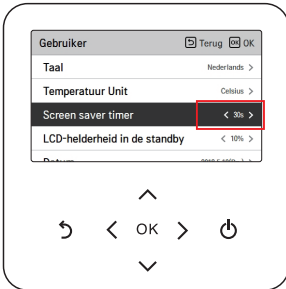 Gebruiker Terug OK OK
Taal Nederlands >
Temperatuur Unit Celsius >
Screen saver timer < 30s >
LCD-helderheid in de standby < 10% >
OK